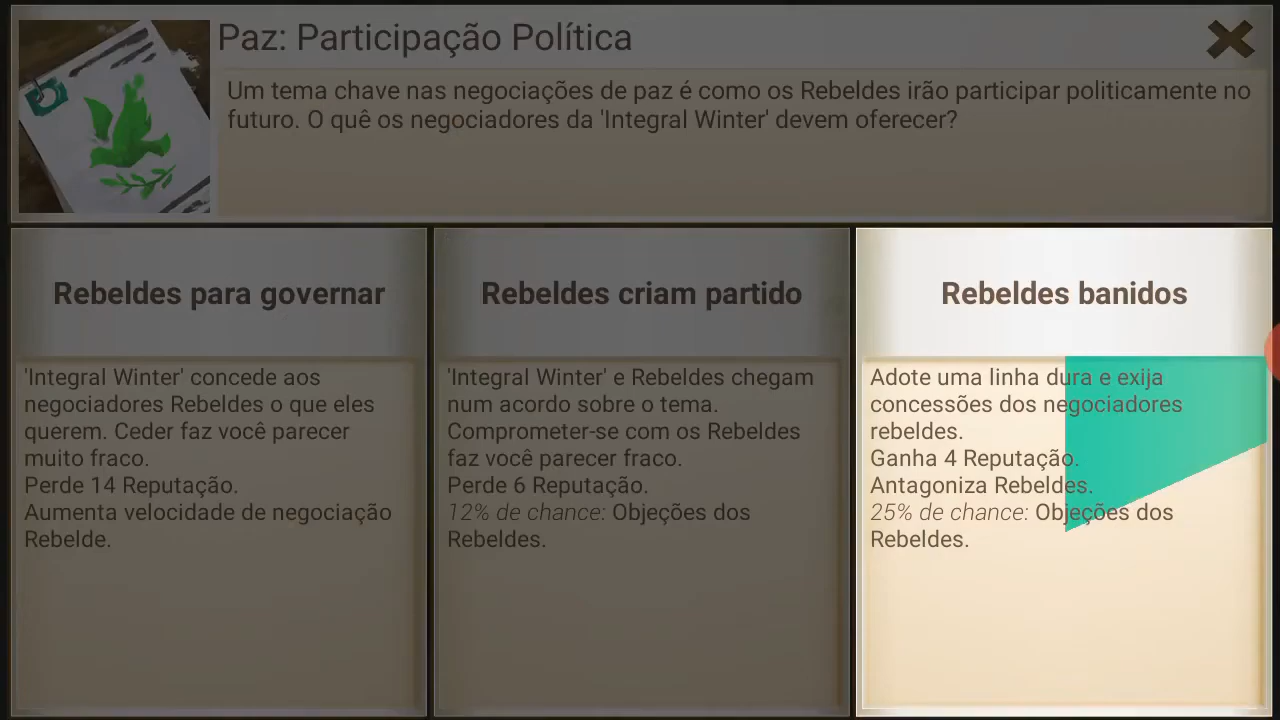 Paz: Participação Política
Um tema chave nas negociações de paz é como os Rebeldes irão participar politicamente no
futuro. O quê os negociadores da 'Integral Winter' devem oferecer?
Rebeldes para governar
'Integral Winter' concede aos
negociadores Rebeldes o que eles
querem. Ceder faz você parecer
muito fraco.
Perde 14 Reputação.
Aumenta velocidade de negociação
Rebelde.
Rebeldes criam partido
'Integral Winter' e Rebeldes chegam
num acordo sobre o tema.
Comprometer-se com os Rebeldes
faz você parecer fraco.
Perde 6 Reputação.
12% de chance: Objeções dos
Rebeldes.
Rebeldes banidos
Adote uma linha dura e exija
concessões dos negociadores
rebeldes.
Ganha 4 Reputação.
Antagoniza Rebeldes.
25% de chance: Objeções dos
Rebeldes.